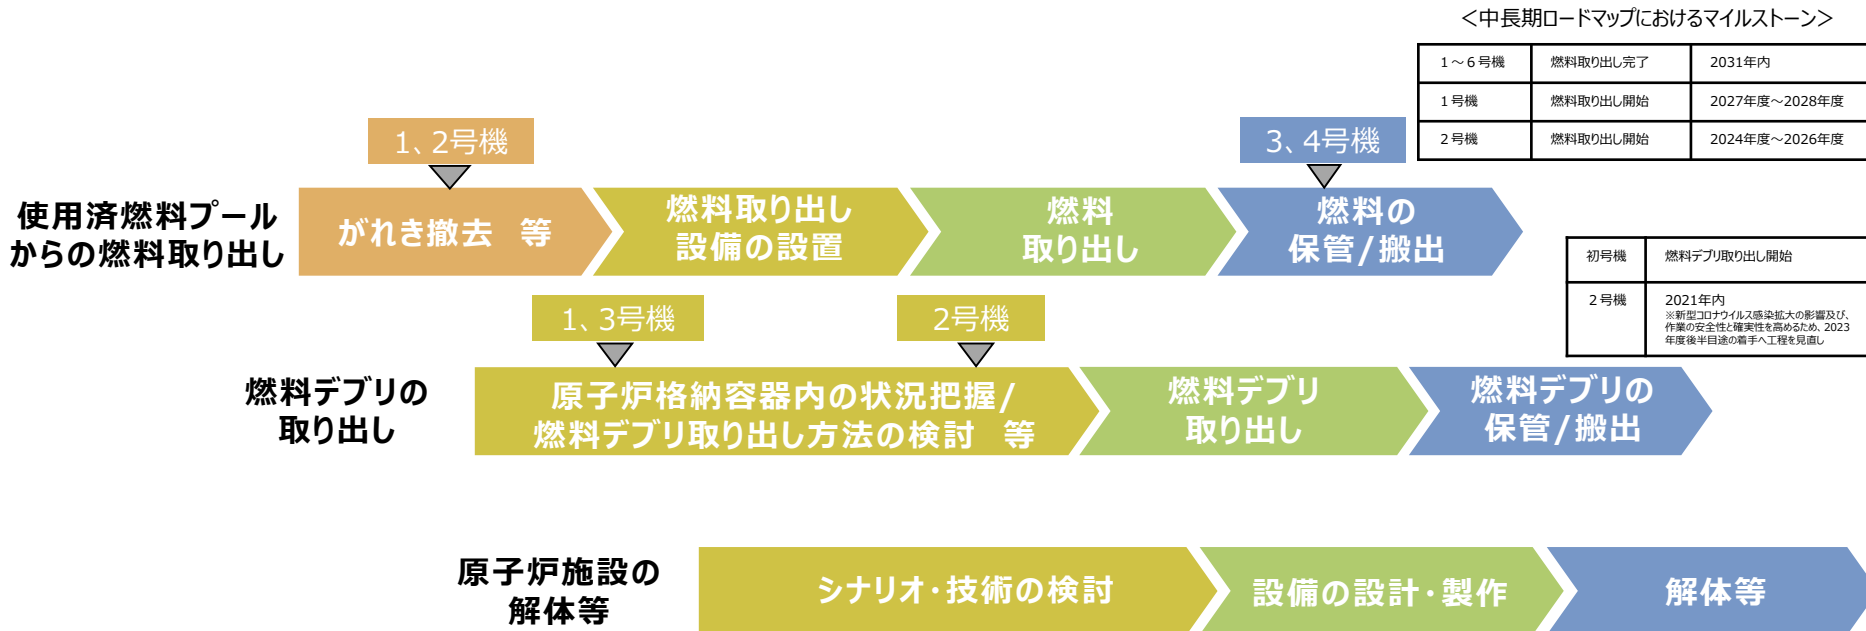 ＜中長期ロードマップにおけるマイルストーン＞
1～6号機 燃料取り出し完了 2031年内
1号機 燃料取り出し開始 2027年度～2028年度
2号機 燃料取り出し開始 2024年度～2026年度
1、2号機
3、4号機
使用済燃料プール
からの燃料取り出し
がれき撤去　等
燃料取り出し
設備の設置
燃料
取り出し
燃料の
保管/搬出
初号機 燃料デブリ取り出し開始
2号機 2021年内
※新型コロナウイルス感染拡大の影響及び、
作業の安全性と確実性を高めるため、2023
年度後半目途の着手へ工程を見直し
1、3号機
2号機
燃料デブリの
取り出し
原子炉格納容器内の状況把握/
燃料デブリ取り出し方法の検討　等
燃料デブリ
取り出し
燃料デブリの
保管/搬出
原子炉施設の
解体等
シナリオ・技術の検討
設備の設計・製作
解体等